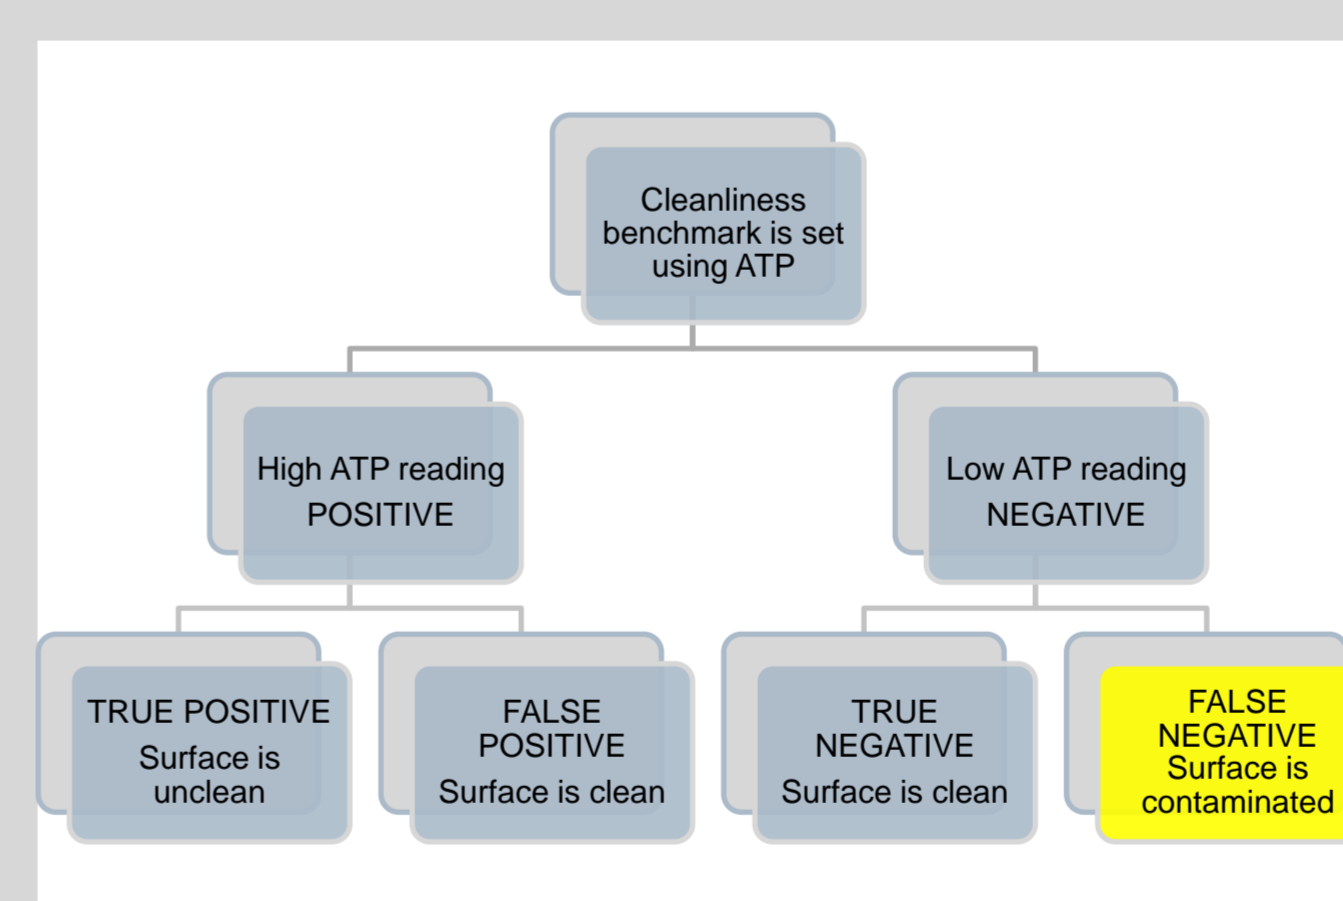 Cleanliness
benchmark is set
using ATP
High ATP reading
POSITIVE
Low ATP reading
NEGATIVE
TRUE POSITIVE
Surface is
unclean
FALSE
POSITIVE
Surface is clean
TRUE
NEGATIVE
Surface is clean
FALSE
NEGATIVE
Surface is
contaminated